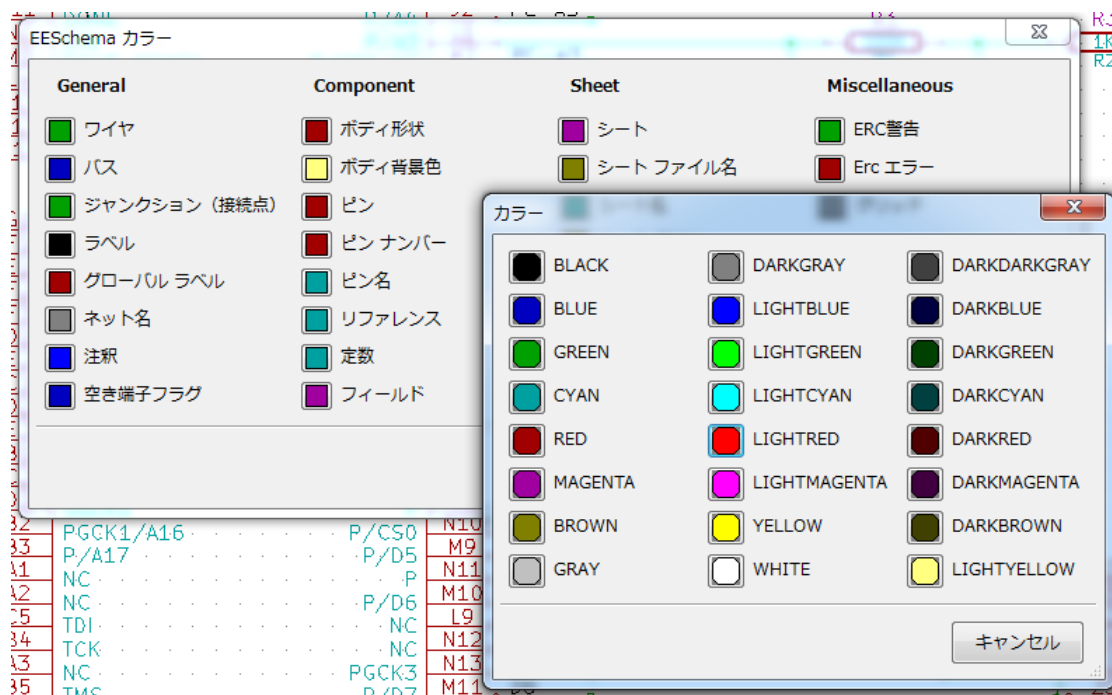 EESchema カラー
General
Component
Sheet
Miscellaneous
ワイヤ
ボディ形状
シート
ERC警告
バス
ボディ背景色
シート ファイル名
Erc エラー
ジャンクション（接続点）
ピン
ラベル
ピン ナンバー
グローバル ラベル
ピン名
ネット名
リファレンス
注釈
定数
空き端子フラグ
フィールド
カラー
BLACK
DARKGRAY
DARKDARKGRAY
BLUE
LIGHTBLUE
DARKBLUE
GREEN
LIGHTGREEN
DARKGREEN
CYAN
LIGHTCYAN
DARKCYAN
RED
LIGHTRED
DARKRED
MAGENTA
LIGHTMAGENTA
DARKMAGENTA
BROWN
YELLOW
DARKBROWN
GRAY
WHITE
LIGHTYELLOW
キャンセル
PGCK1/A16 P/CS0 N10
P/A17 P/D5 M9
NC P N11
NC P/D6 M10
TDI NC L9
TCK NC N12
NC PGCK3 N13
TMS P/D7 M11